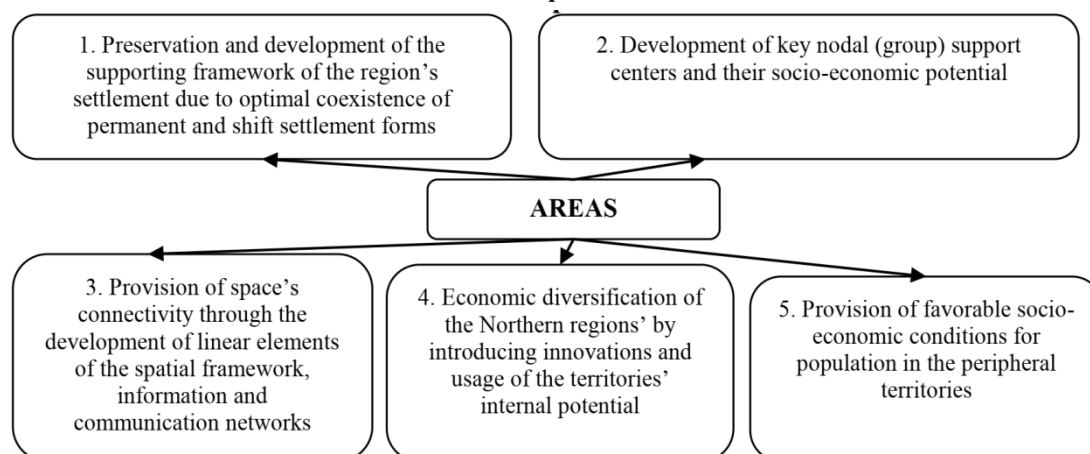 1. Preservation and development of the
supporting framework of the region's
settlement due to optimal coexistence of
permanent and shift settlement forms
2. Development of key nodal (group) support
centers and their socio-economic
potential
AREAS
3. Provision of space's
connectivity through the
development of linear elements
of the spatial framework,
information and
communication networks
4. Economic diversification of
the Northern regions' by
introducing innovations and
usage of the territories'
internal potential
5. Provision of favorable socio-
economic conditions for
population in the peripheral
territories